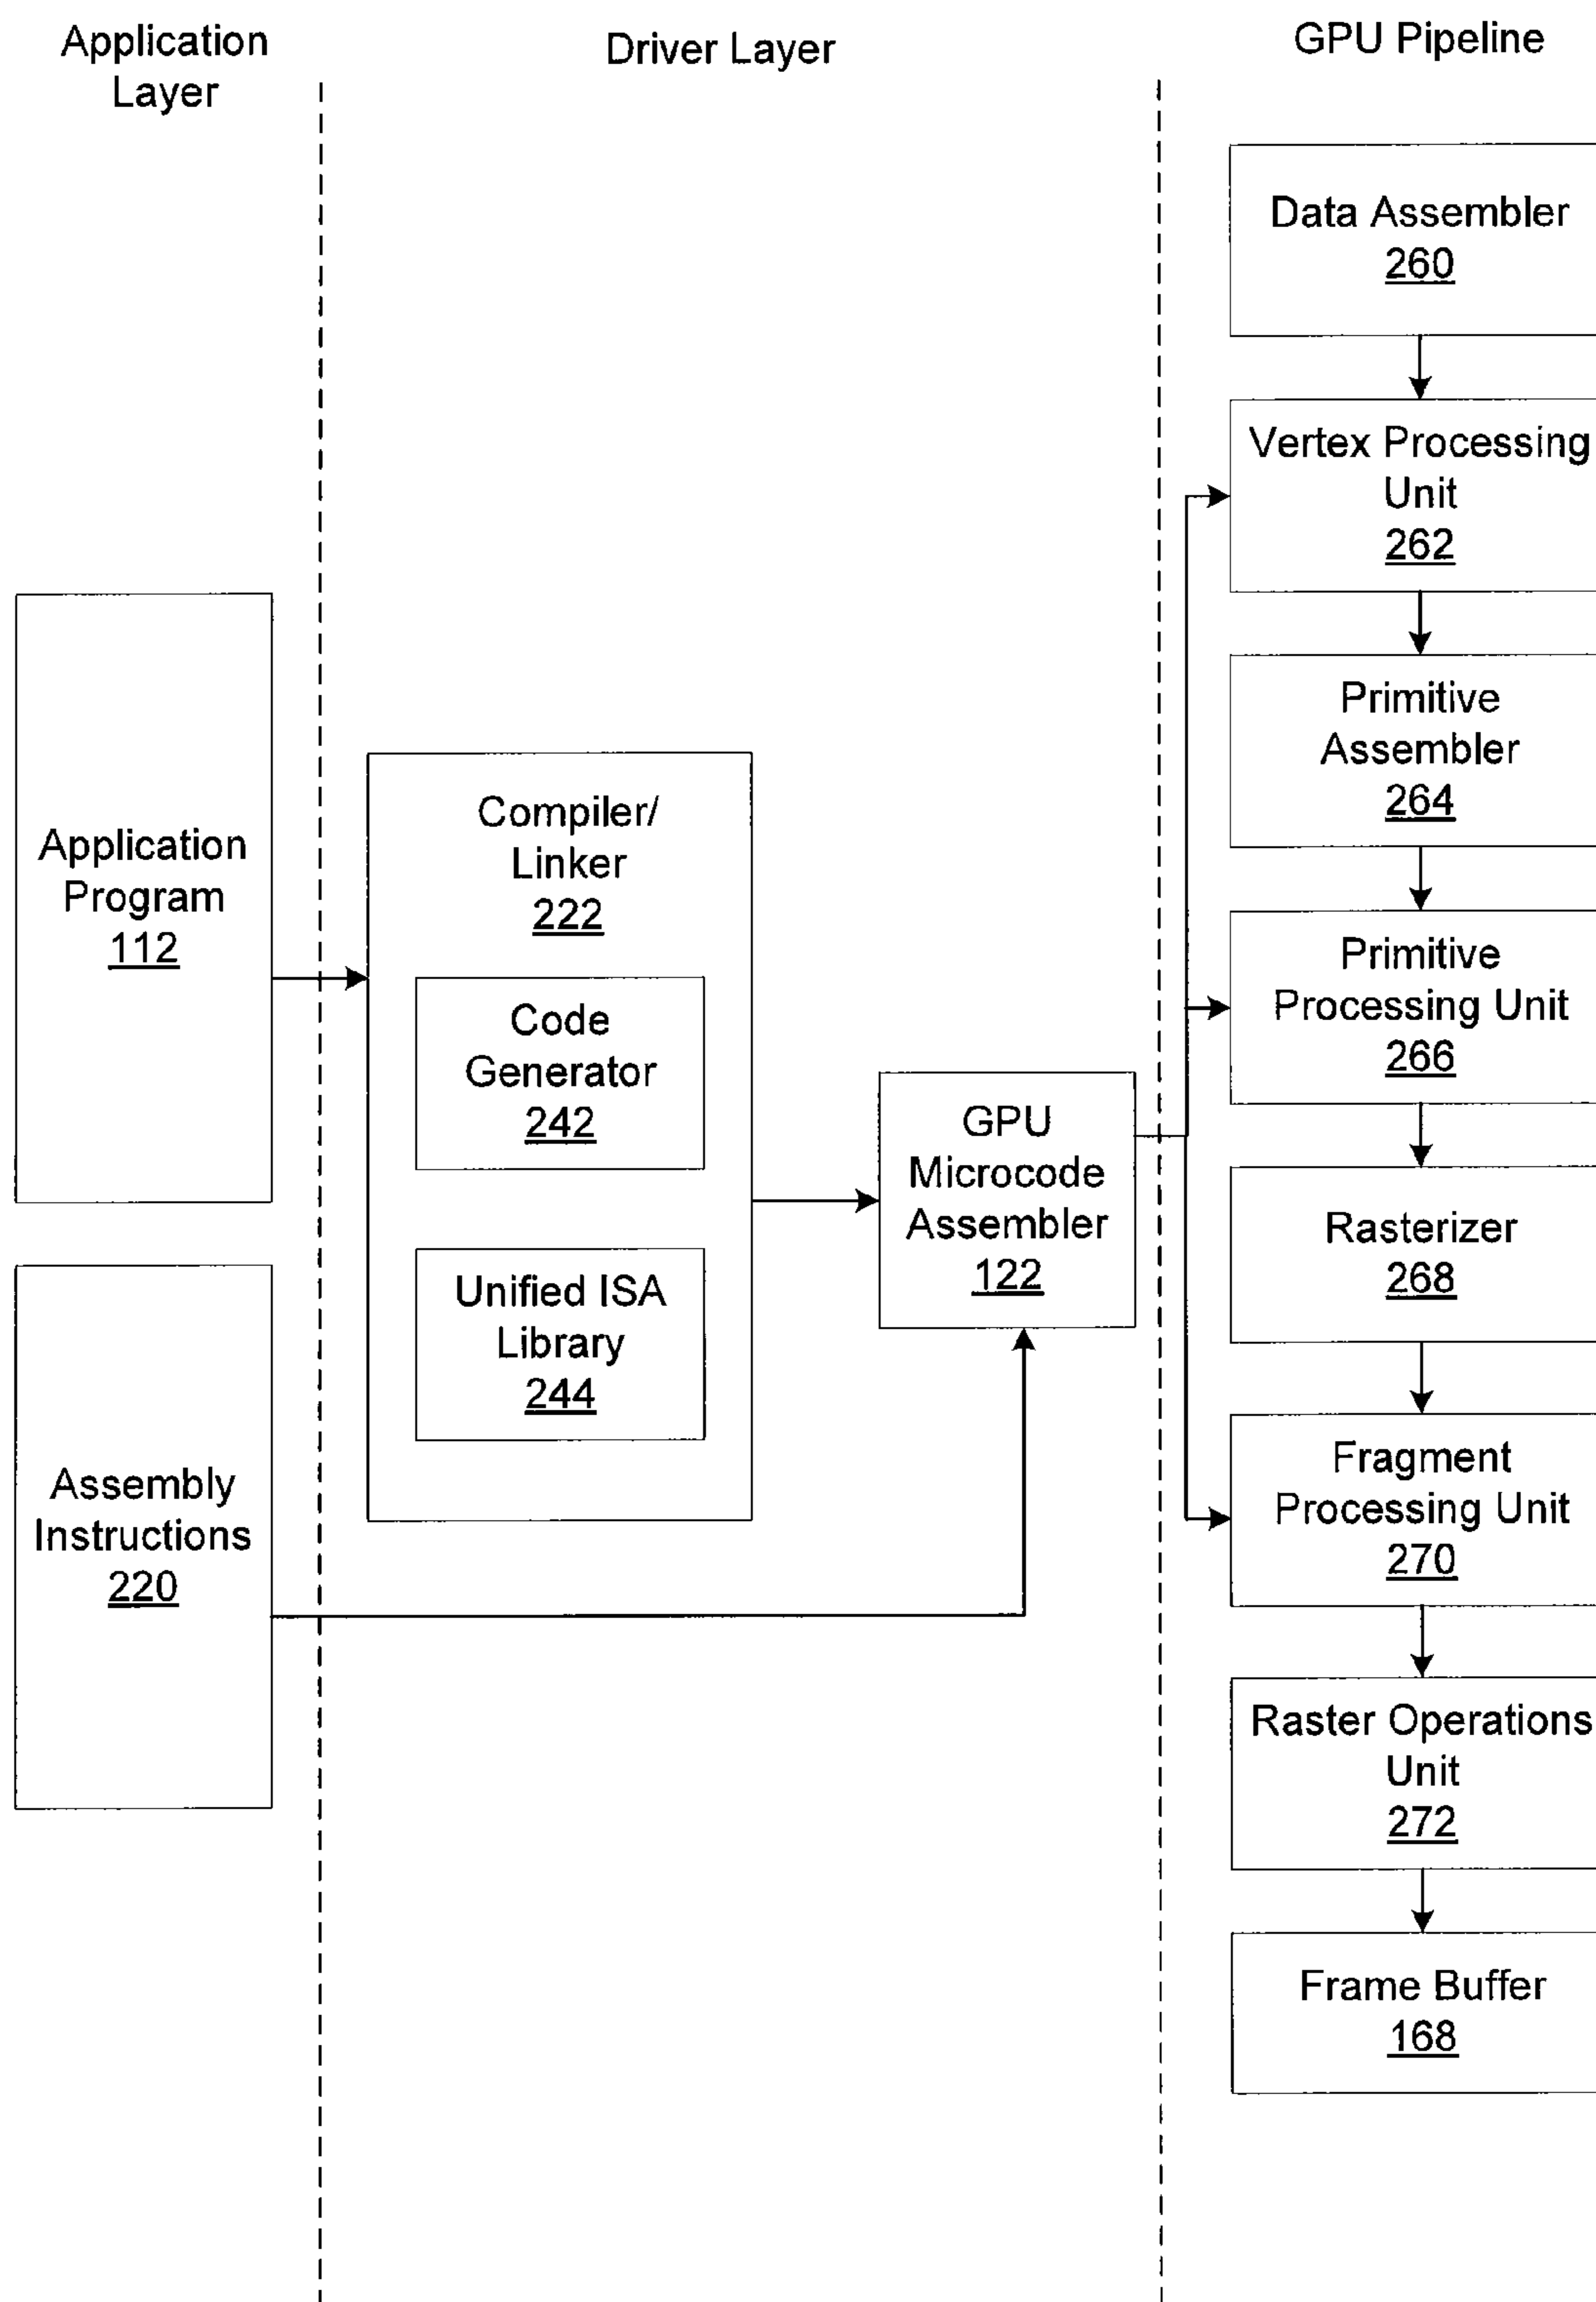 Application
Layer
Driver Layer
GPU Pipeline
Application
Program
112
Assembly
Instructions
220
Compiler/
Linker
222
Code
Generator
242
Unified ISA
Library
244
GPU
Microcode
Assembler
122
Data Assembler
260
Vertex Processing
Unit
262
Primitive
Assembler
264
Primitive
Processing Unit
266
Rasterizer
268
Fragment
Processing Unit
270
Raster Operations
Unit
272
Frame Buffer
168